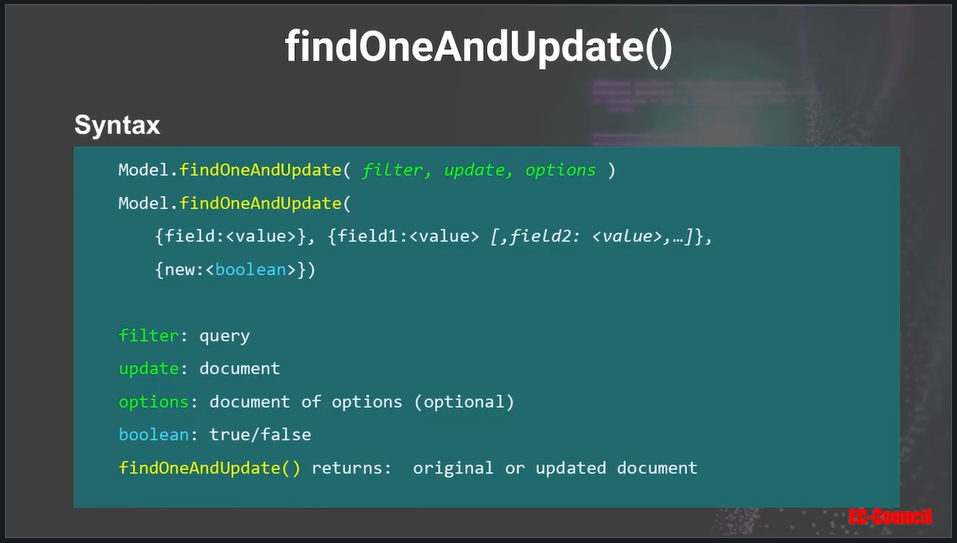 findOneAndUpdate()
Syntax
Model.findOneAndUpdate( filter, update, options )
Model.findOneAndUpdate(
{field:<value>}, {field1:<value> [,field2: <value>,…]},
{new:<boolean>})
filter: query
update: document
options: document of options (optional)
boolean: true/false
findOneAndUpdate() returns: original or updated document
EC-Council